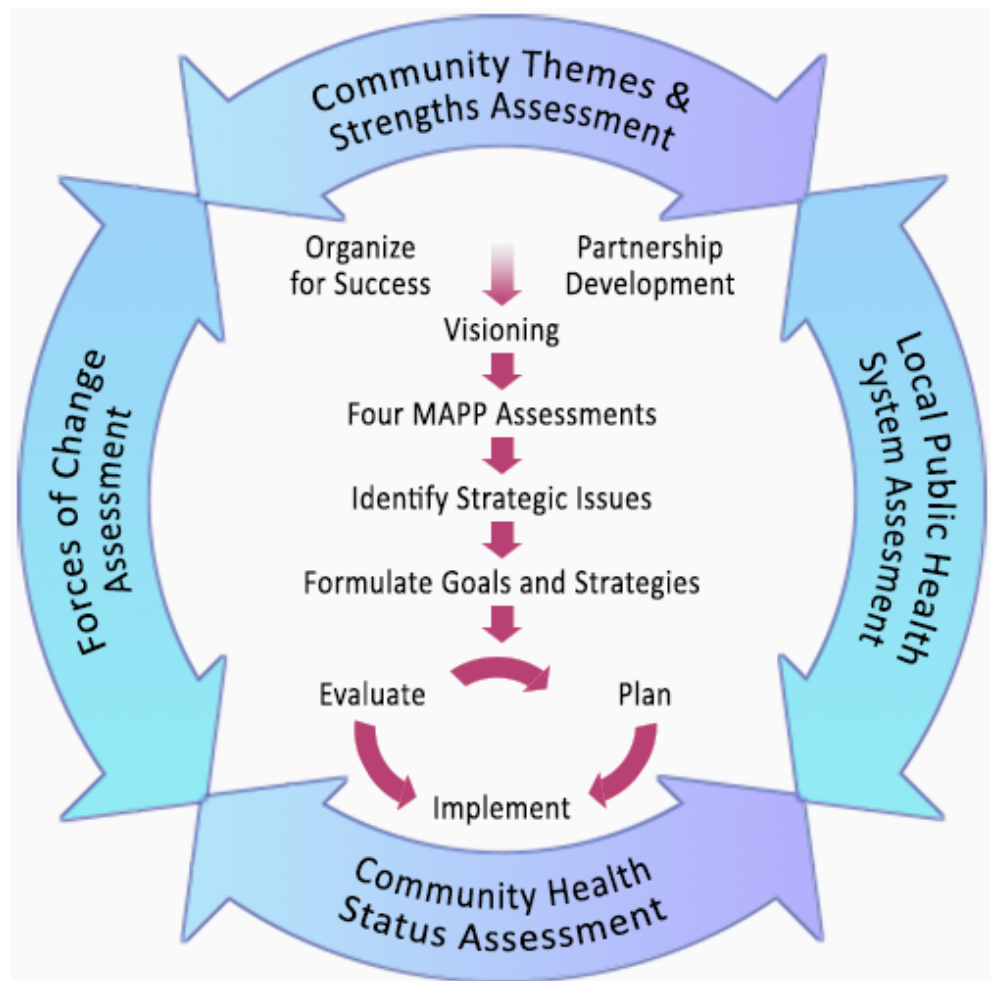 Community Themes &
Strengths Assessment
Organize
for Success
Partnership
Development
Visioning
Four MAPP Assessments
Identify Strategic Issues
Formulate Goals and Strategies
Evaluate
Plan
Implement
Forces of Change
Assessment
Local Public Health
System Assessment
Community Health
Status Assessment